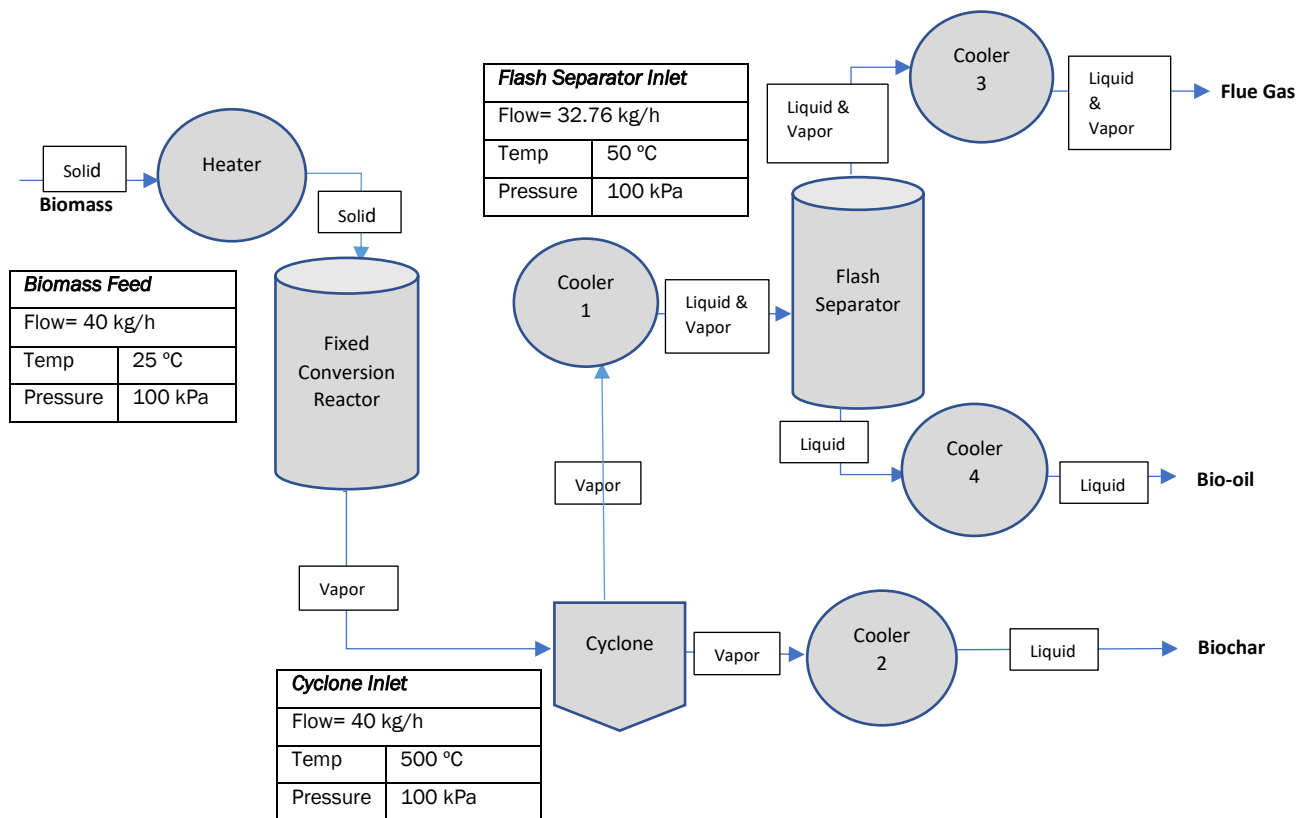 Solid
Biomass
Heater
Solid
Biomass Feed
Flow= 40 kg/h
Temp 25 ºC
Pressure 100 kPa
Fixed
Conversion
Reactor
Vapor
Cyclone Inlet
Flow= 40 kg/h
Temp 500 ºC
Pressure 100 kPa
Cyclone
Vapor
Cooler
2
Liquid
Biochar
Vapor
Cooler
1
Liquid &
Vapor
Flash Separator Inlet
Flow= 32.76 kg/h
Temp 50 ºC
Pressure 100 kPa
Flash
Separator
Liquid &
Vapor
Cooler
3
Liquid
&
Vapor
Flue Gas
Liquid
Cooler
4
Liquid
Bio-oil